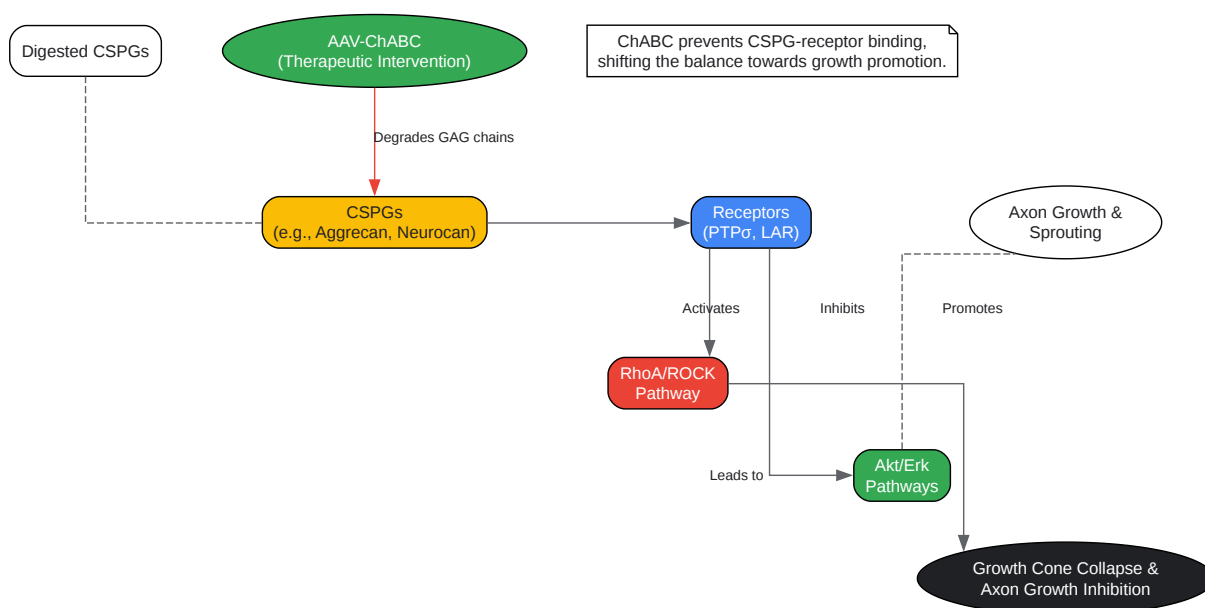 Digested CSPGs
AAV-ChABC
(Therapeutic Intervention)
ChABC prevents CSPG-receptor binding,
shifting the balance towards growth promotion.
Degrades GAG chains
CSPGs
(e.g., Aggrecan, Neurocan)
Receptors
(PTPσ, LAR)
Axon Growth &
Sprouting
Activates
Inhibits
Promotes
RhoA/ROCK
Pathway
Leads to
Akt/Erk
Pathways
Growth Cone Collapse &
Axon Growth Inhibition